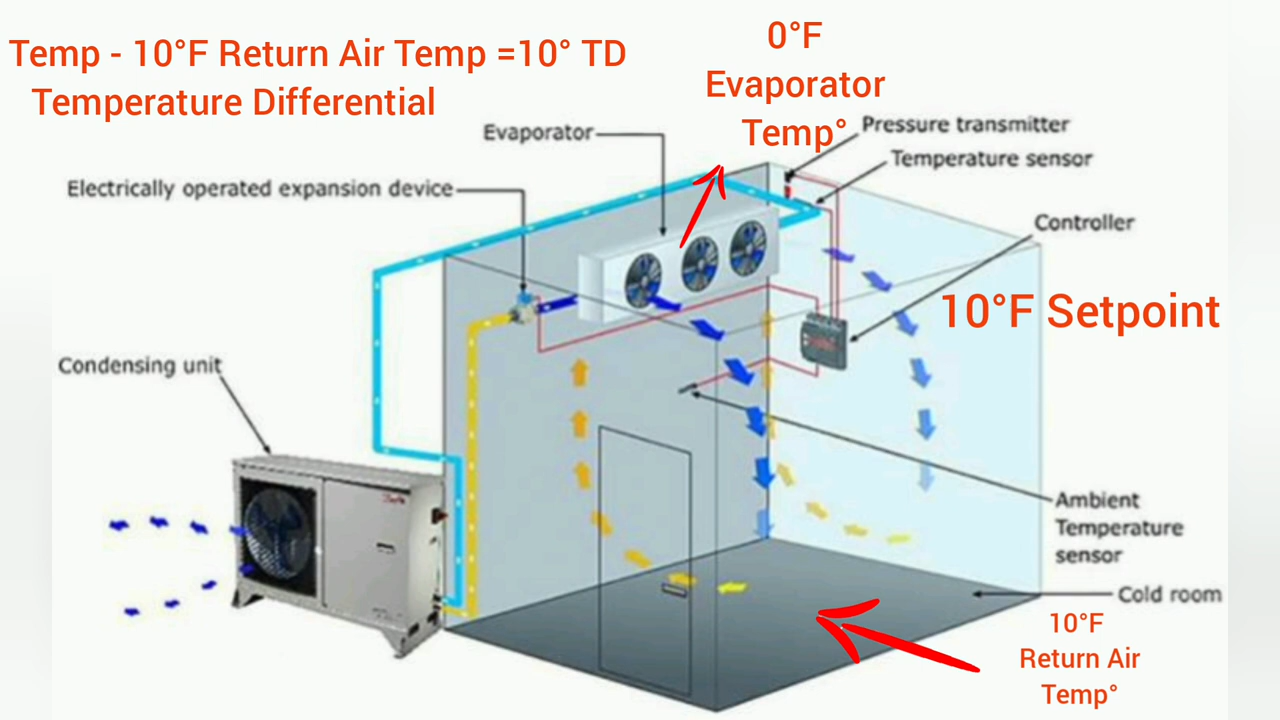 Temp - 10°F Return Air Temp =10° TD
Temperature Differential
0°F
Evaporator
Temp°
Evaporator
Pressure transmitter
Temperature sensor
Electrically operated expansion device
Controller
10°F Setpoint
Condensing unit
Ambient
Temperature
sensor
Cold room
10°F
Return Air
Temp°